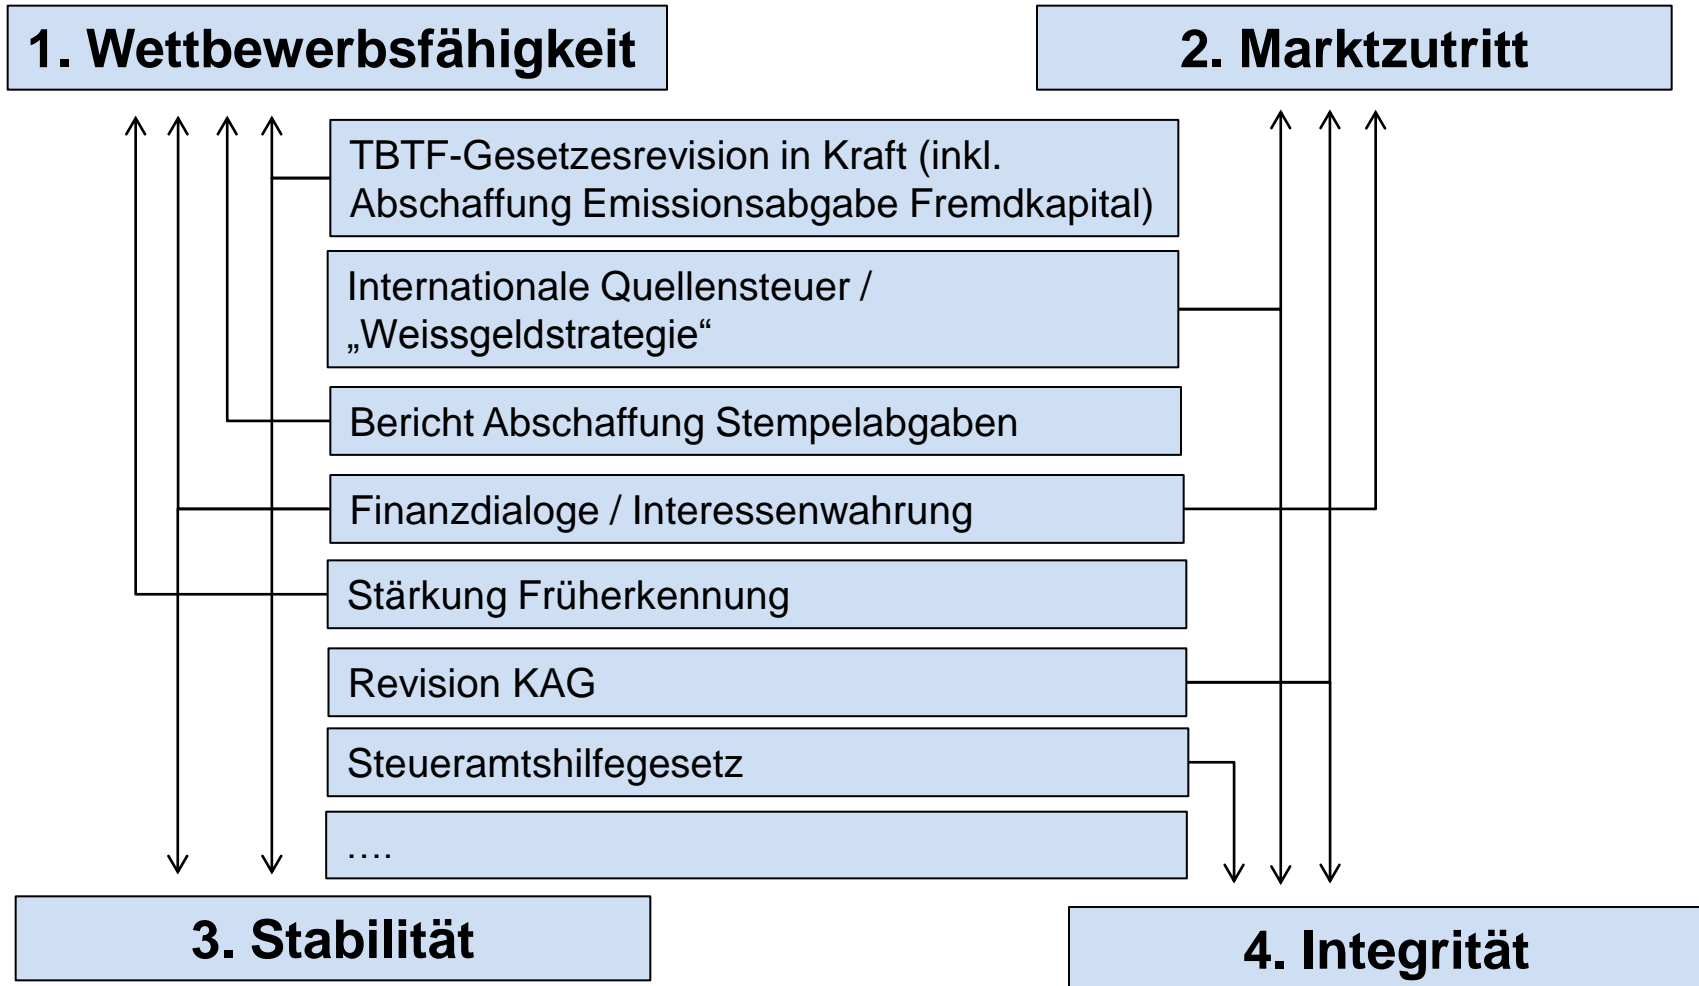 1. Wettbewerbsfähigkeit
2. Marktzutritt
TBTF-Gesetzesrevision in Kraft (inkl.
Abschaffung Emissionsabgabe Fremdkapital)
Internationale Quellensteuer /
„Weissgeldstrategie“
Bericht Abschaffung Stempelabgaben
Finanzdialoge / Interessenwahrung
Stärkung Früherkennung
Revision KAG
Steueramtshilfegesetz
….
3. Stabilität
4. Integrität